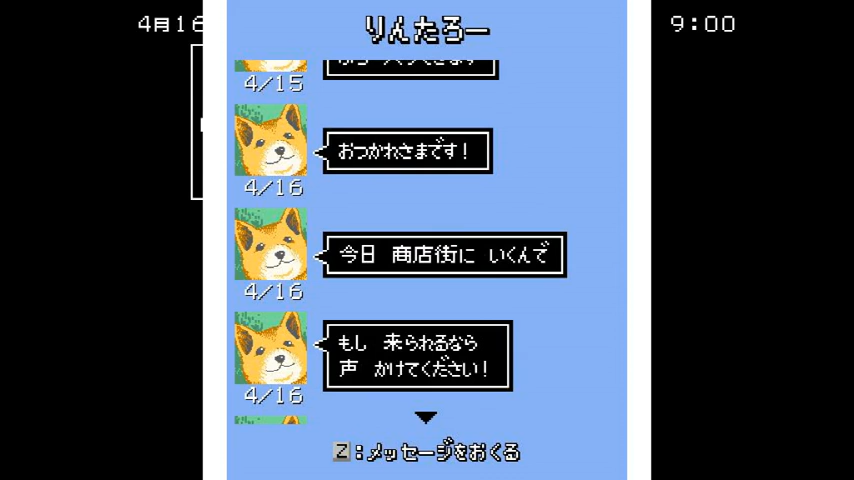 4月16
りんたろー
9:00
4/15
おつかれさまです!
4/16
今日 商店街に いくんで
4/16
もし 来られるなら
声 かけてください!
4/16
Z:メッセージをおくる